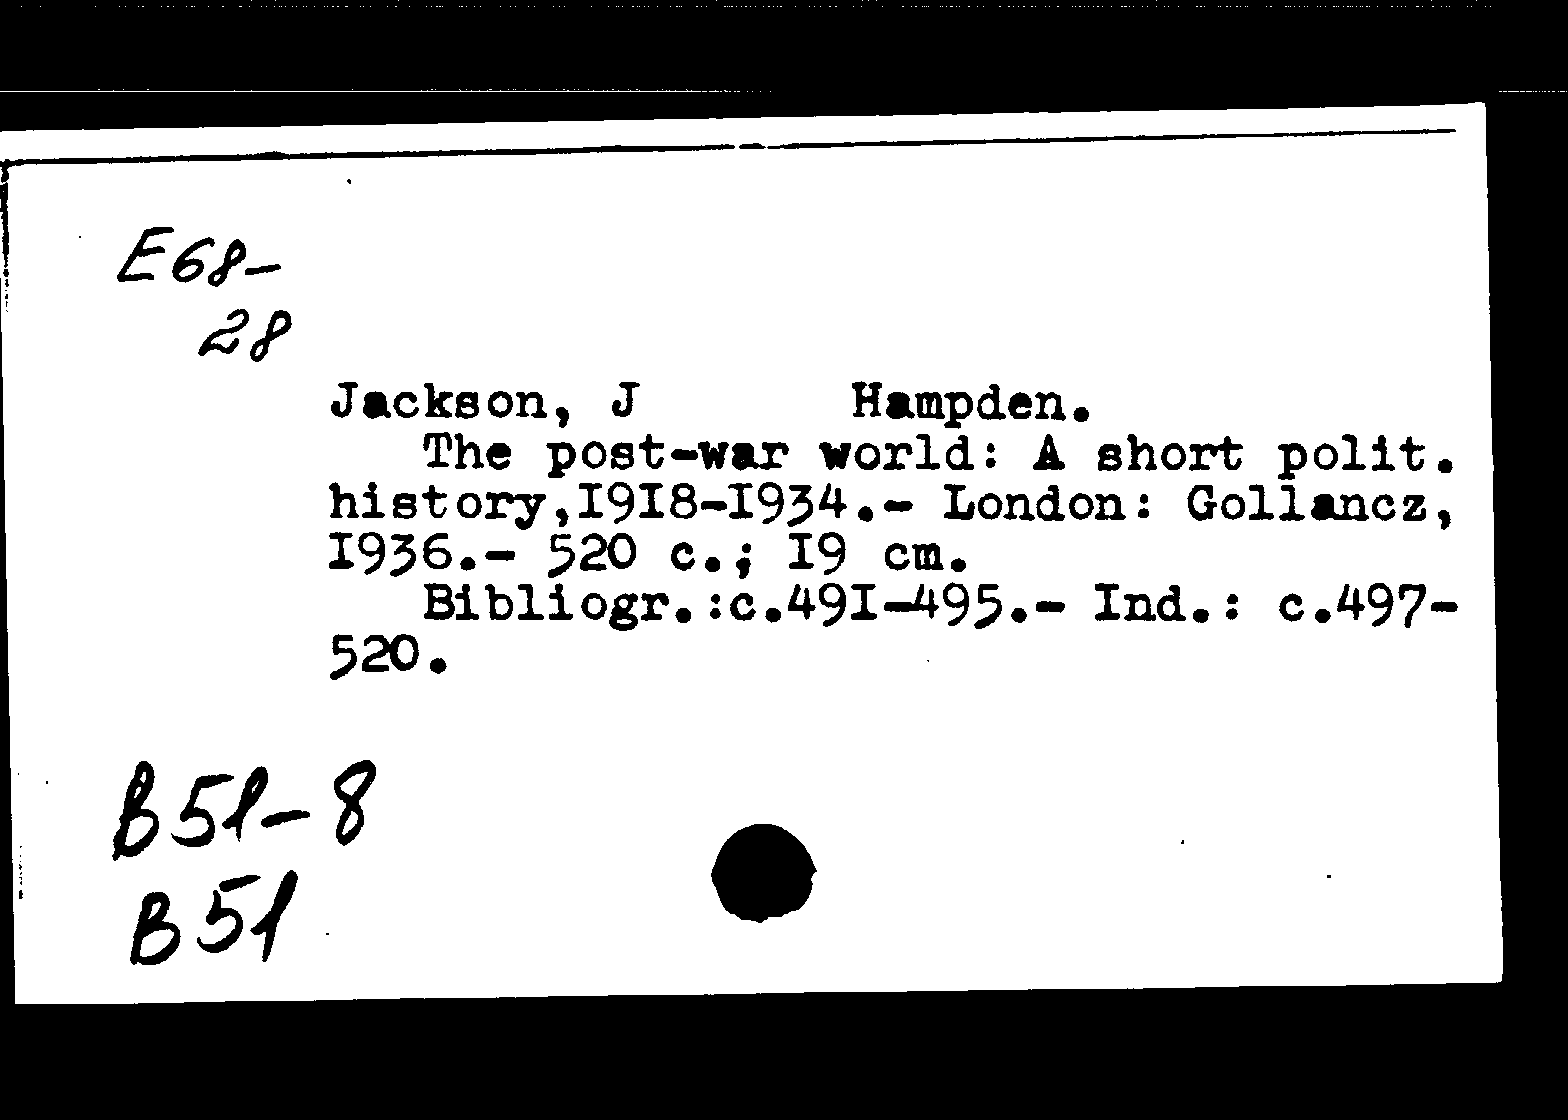 E68-
28
Jackson, J Hampden.
The post-war world: A short polit.
history,I9I8-I934.- London: Gollancz,
I936.- 520 c.; I9 cm.
Bibliogr.:c.49I-495.- Ind.: c.497-
520.
B51-8
B51